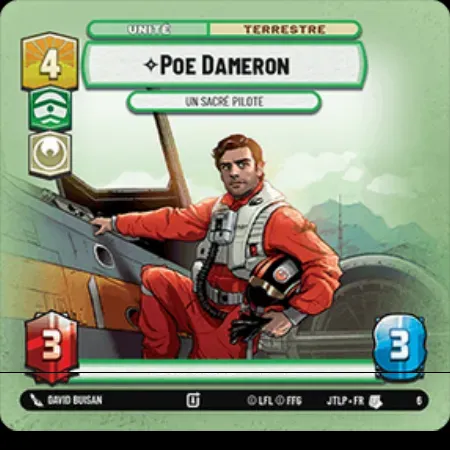 UNITÉ TERRESTRE
4
✧POE DAMERON
UN SACRÉ PILOTE
3 3
DAVID BUISAN © LFL © FFG JTLP • FR 6